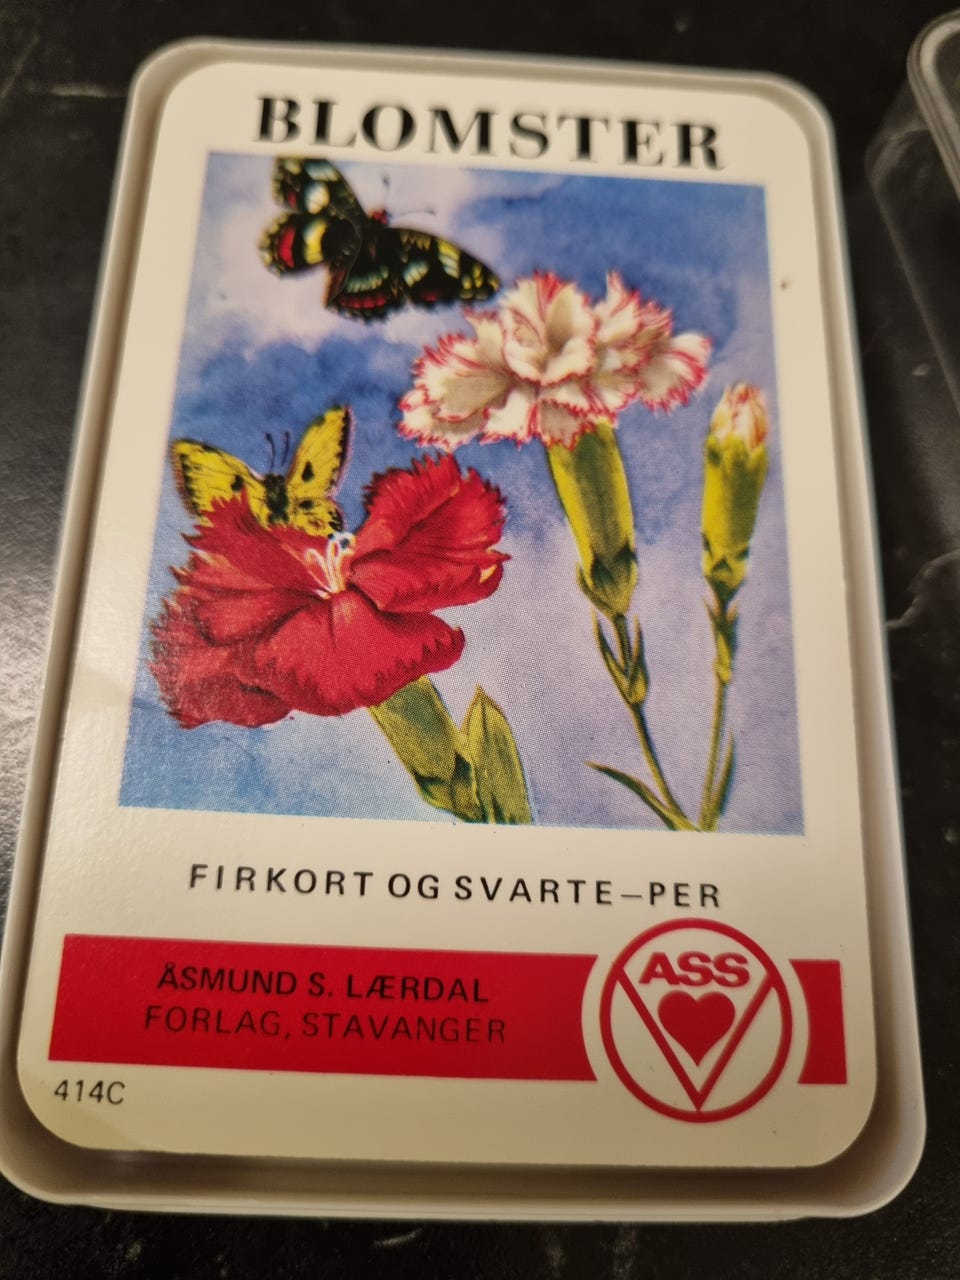 BLOMSTER
FIRKORT OG SVARTE–PER
ÅSMUND S. LÆRDAL
FORLAG, STAVANGER
ASS
414C